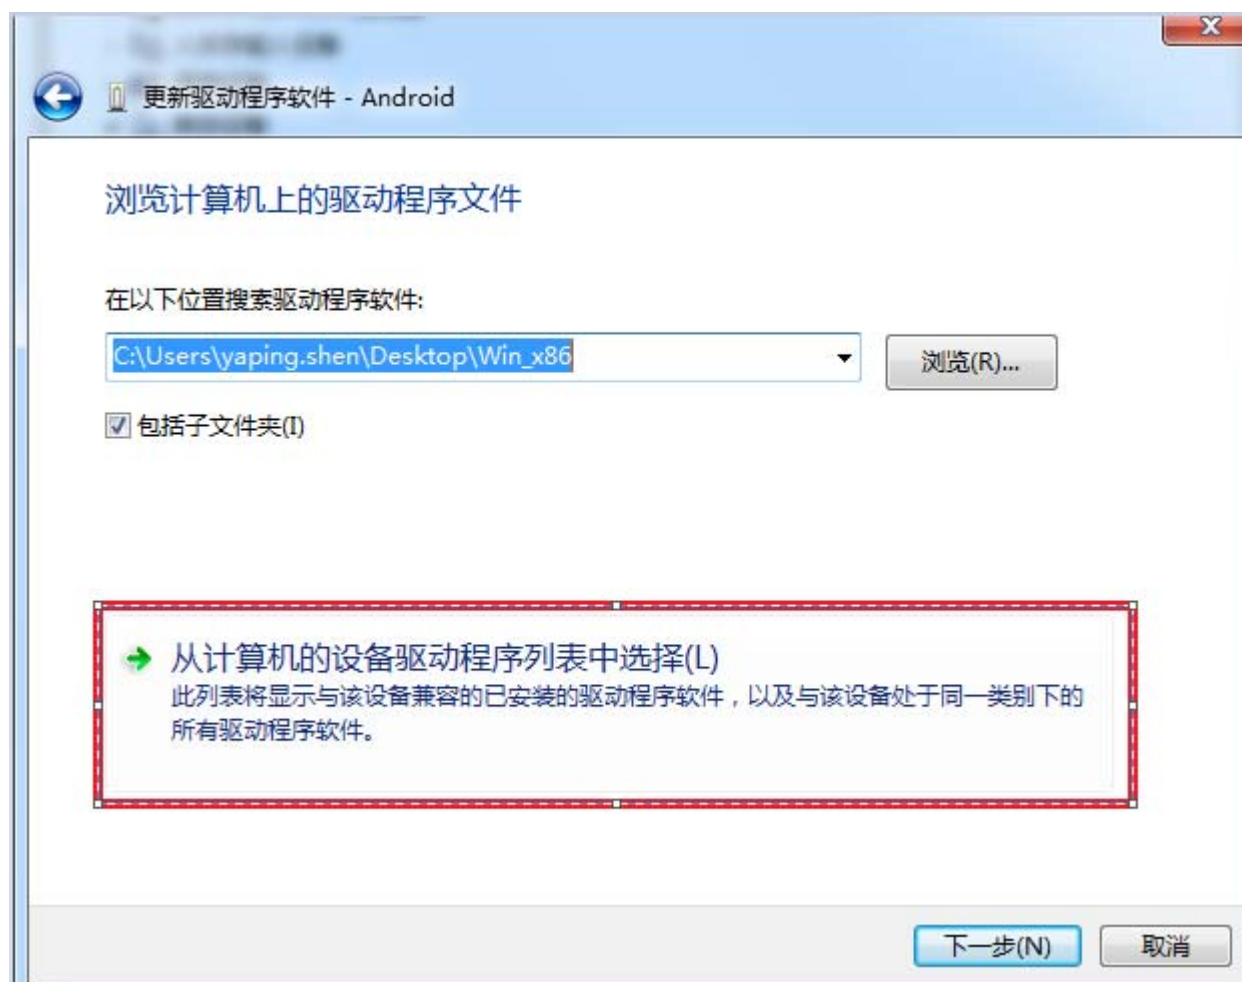 更新驱动程序软件 - Android
浏览计算机上的驱动程序文件
在以下位置搜索驱动程序软件:
C:\Users\yaping.shen\Desktop\Win_x86
浏览(R)...
包括子文件夹(I)
从计算机的设备驱动程序列表中选择(L)
此列表将显示与该设备兼容的已安装的驱动程序软件，以及与该设备处于同一类别下的
所有驱动程序软件。
下一步(N)
取消